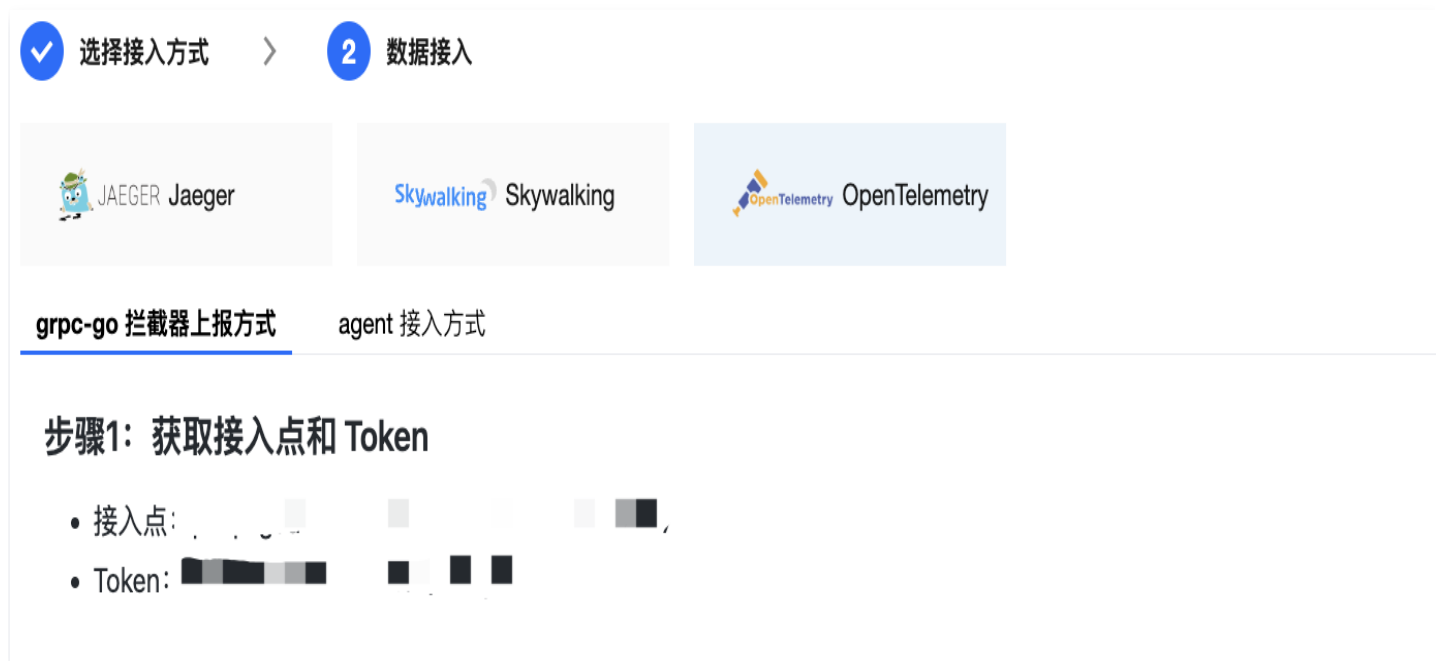 选择接入方式
2 数据接入
JAEGER Jaeger
Skywalking Skywalking
OpenTelemetry OpenTelemetry
grpc-go 拦截器上报方式
agent 接入方式
步骤1：获取接入点和 Token
• 接入点：
• Token：